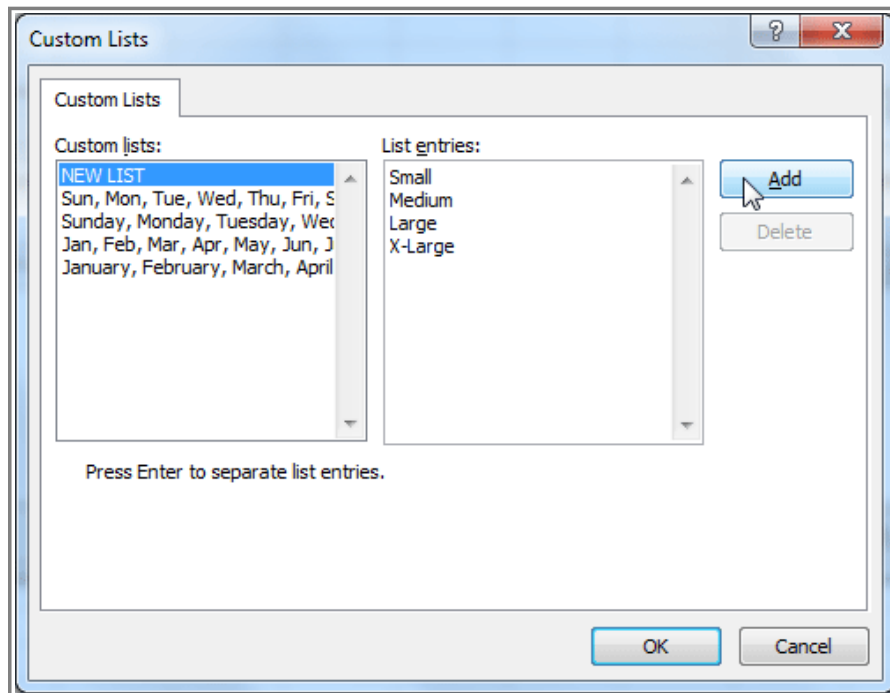 Custom Lists
Custom Lists
Custom lists:
NEW LIST
Sun, Mon, Tue, Wed, Thu, Fri, S
Sunday, Monday, Tuesday, Wed
Jan, Feb, Mar, Apr, May, Jun, J
January, February, March, April
List entries:
Small
Medium
Large
X-Large
Add
Delete
Press Enter to separate list entries.
OK
Cancel